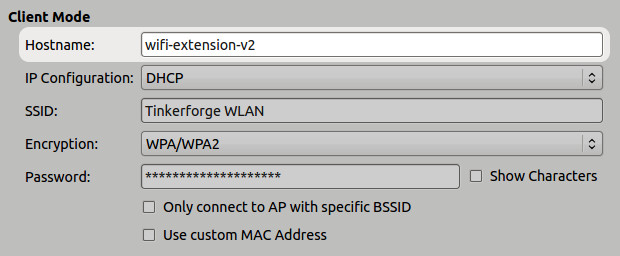 Client Mode
Hostname: wifi-extension-v2
IP Configuration: DHCP
SSID: Tinkerforge WLAN
Encryption: WPA/WPA2
Password: ******************** Show Characters
Only connect to AP with specific BSSID
Use custom MAC Address